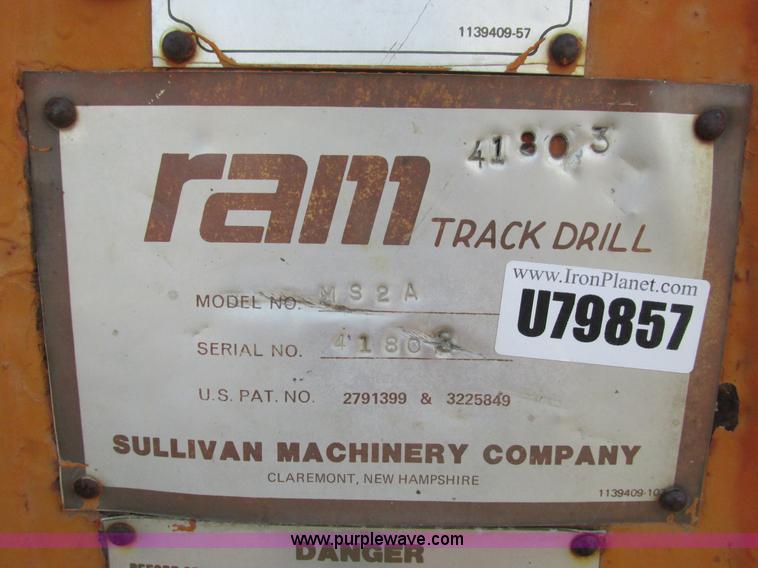 1139409-57
41803
ram TRACK DRILL
www.IronPlanet.com
U79857
MODEL NO. MS2A
SERIAL NO. 41803
U.S. PAT. NO. 2791399 & 3225849
SULLIVAN MACHINERY COMPANY
CLAREMONT, NEW HAMPSHIRE
www.purplewave.com
DANGER